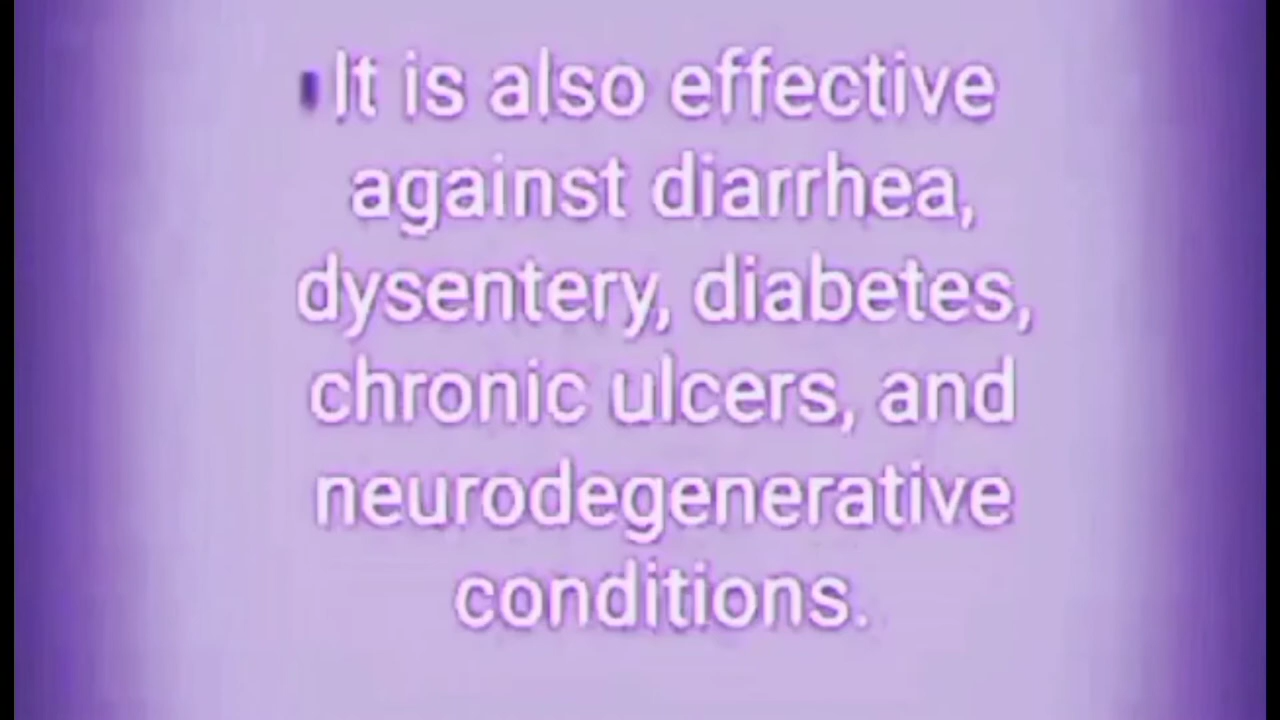 It is also effective
against diarrhea,
dysentery, diabetes,
chronic ulcers, and
neurodegenerative
conditions.